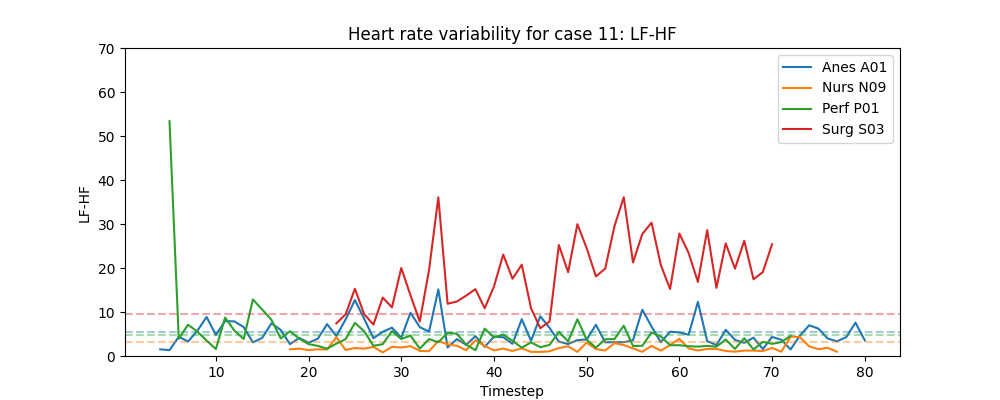 Heart rate variability for case 11: LF-HF
70
60
50
40
30
20
10
0
LF-HF
Anes A01
Nurs N09
Perf P01
Surg S03
10 20 30 40 50 60 70 80
Timestep